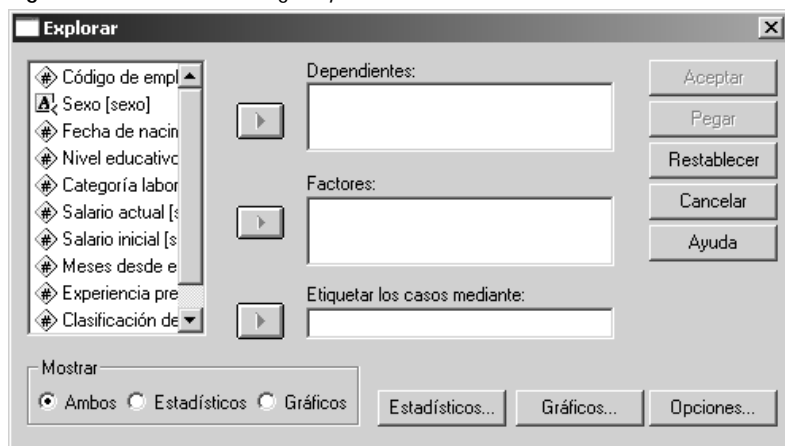 Explorar
Código de empl
Sexo [sexo]
Fecha de nacin
Nivel educativo
Categoría labor
Salario actual [s
Salario inicial [s
Meses desde e
Experiencia pre
Clasificación de
Dependientes:
Factores:
Etiquetar los casos mediante:
Aceptar
Pegar
Restablecer
Cancelar
Ayuda
Mostrar
Ambos Estadísticos Gráficos
Estadísticos... Gráficos... Opciones...